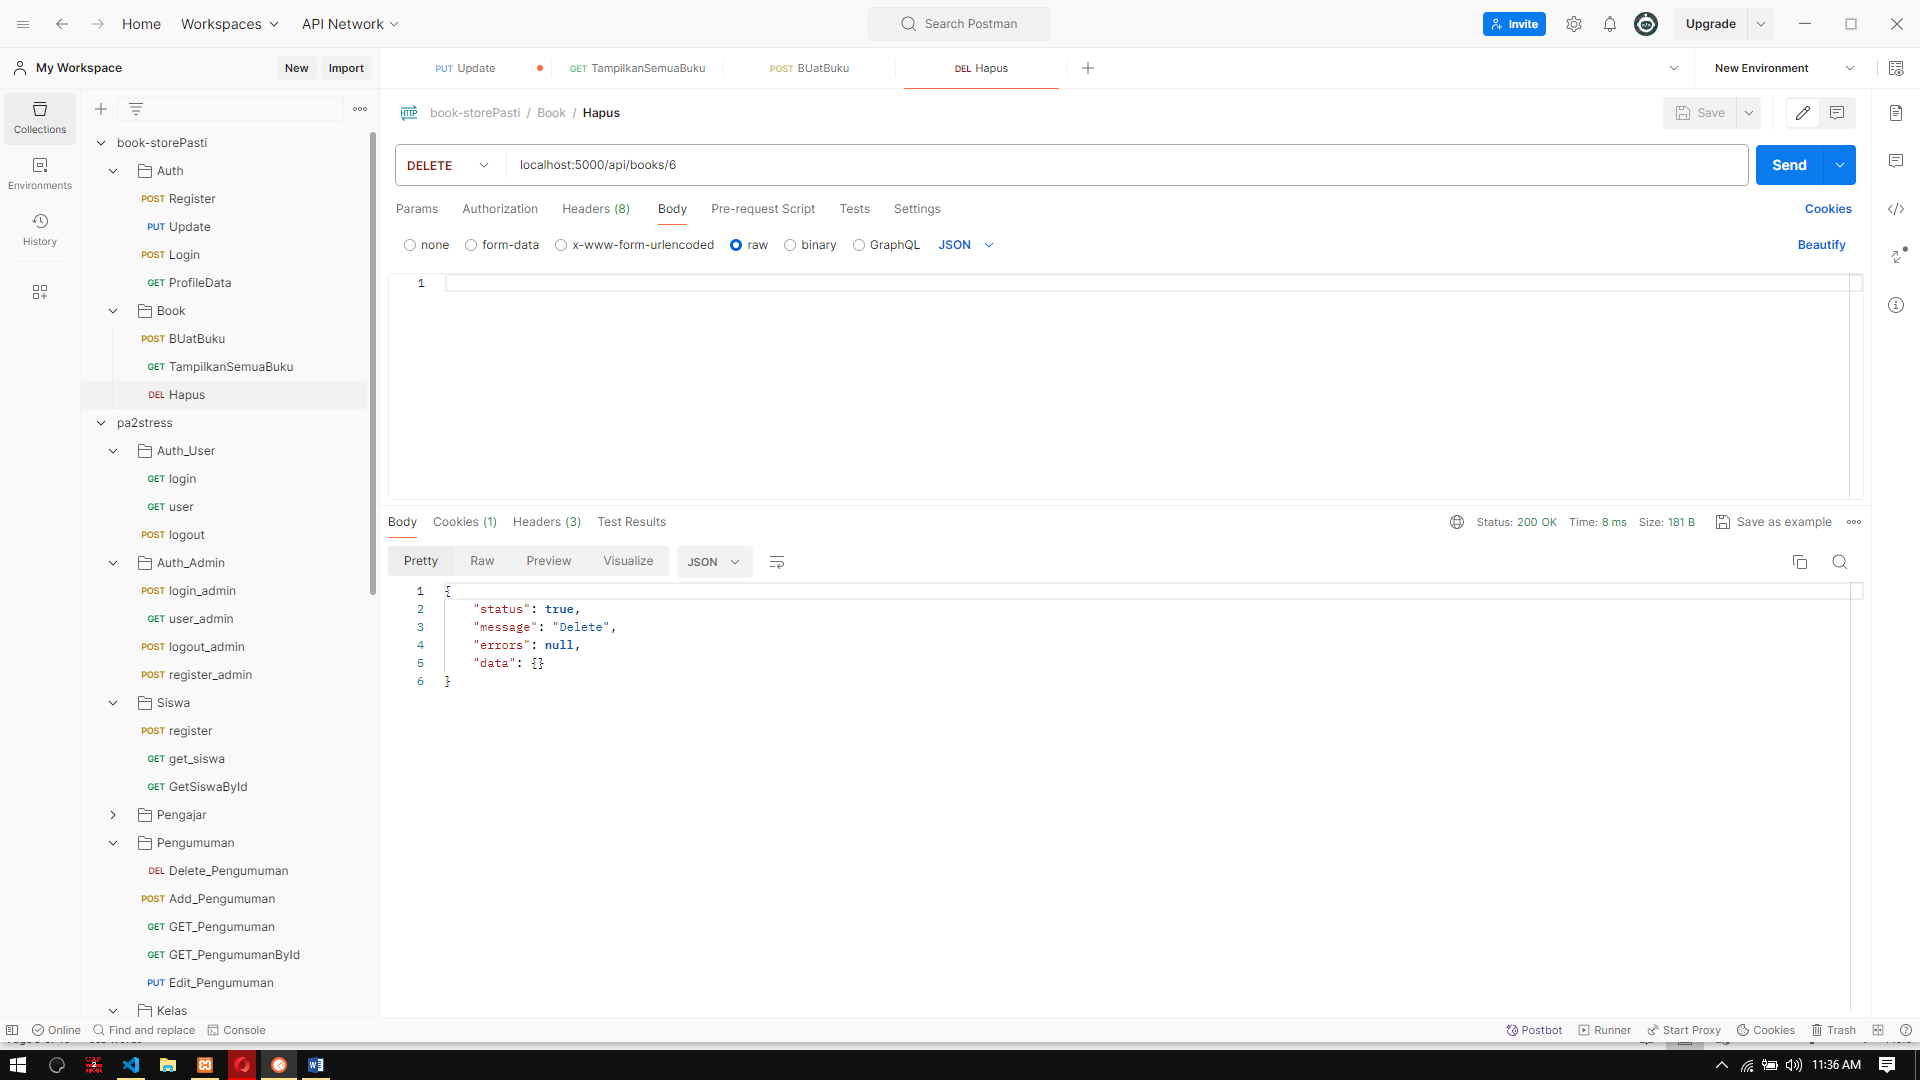 Home
Workspaces
API Network
Search Postman
Invite
Upgrade
My Workspace
New
Import
PUT Update
GET TampilkanSemuaBuku
POST BUatBuku
DEL Hapus
New Environment
Collections
Environments
History
book-storePasti
Auth
POST Register
PUT Update
POST Login
GET ProfileData
Book
POST BUatBuku
GET TampilkanSemuaBuku
DEL Hapus
pa2stress
Auth_User
GET login
GET user
POST logout
Auth_Admin
POST login_admin
GET user_admin
POST logout_admin
POST register_admin
Siswa
POST register
GET get_siswa
GET GetSiswaById
Pengajar
Pengumuman
DEL Delete_Pengumuman
POST Add_Pengumuman
GET GET_Pengumuman
GET GET_PengumumanById
PUT Edit_Pengumuman
Kelas
HTTP book-storePasti / Book / Hapus
Save
DELETE
localhost:5000/api/books/6
Send
Params
Authorization
Headers (8)
Body
Pre-request Script
Tests
Settings
Cookies
none
form-data
x-www-form-urlencoded
raw
binary
GraphQL
JSON
Beautify
1
Body
Cookies (1)
Headers (3)
Test Results
Status: 200 OK
Time: 8 ms
Size: 181 B
Save as example
Pretty
Raw
Preview
Visualize
JSON
1 {
2 "status": true,
3 "message": "Delete",
4 "errors": null,
5 "data": {}
6 }
Online
Find and replace
Console
Postbot
Runner
Start Proxy
Cookies
Trash
11:36 AM